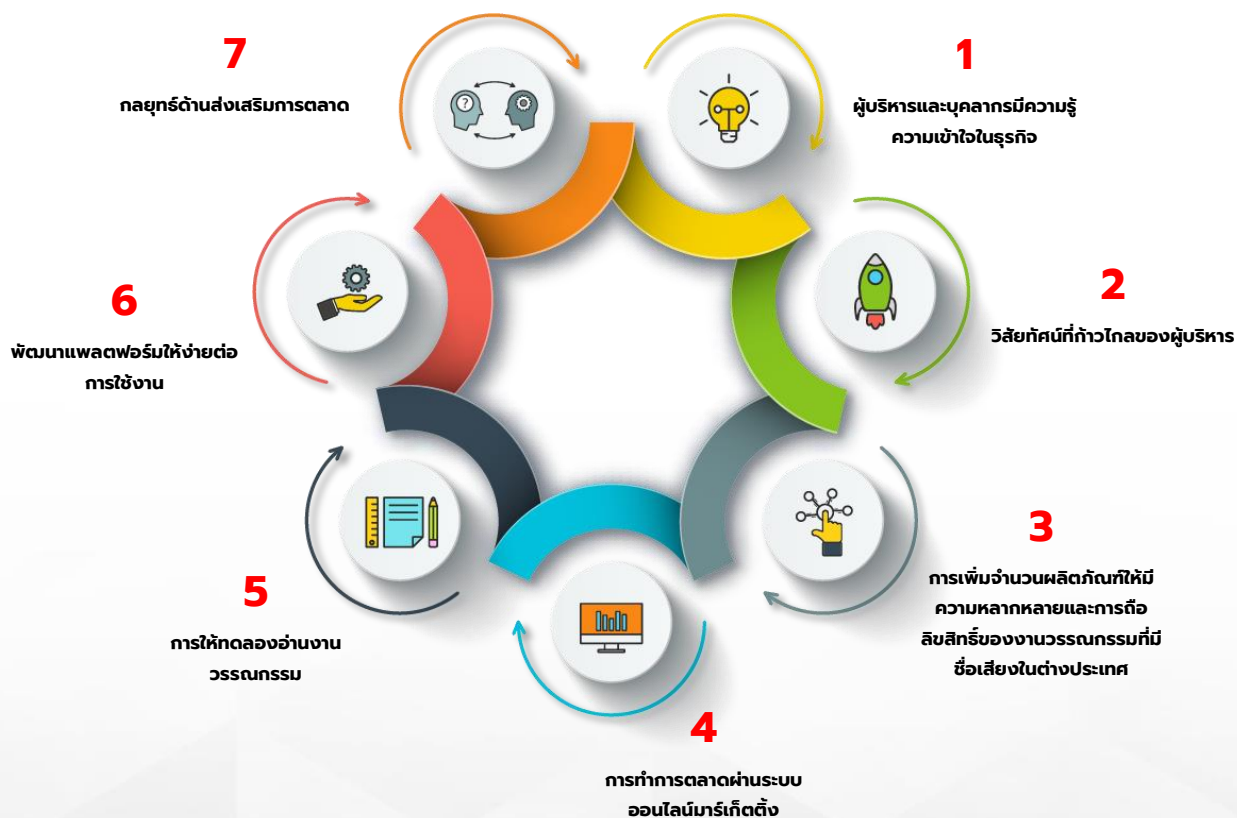 1
ผู้บริหารและบุคลากรมีความรู้
ความเข้าใจในธุรกิจ
2
วิสัยทัศน์ที่ก้าวไกลของผู้บริหาร
3
การเพิ่มจำนวนผลิตภัณฑ์ให้มี
ความหลากหลายและการถือ
ลิขสิทธิ์ของงานวรรณกรรมที่มี
ชื่อเสียงในต่างประเทศ
4
การทำการตลาดผ่านระบบ
ออนไลน์มาร์เก็ตติ้ง
5
การให้ทดลองอ่านงาน
วรรณกรรม
6
พัฒนาแพลตฟอร์มให้ง่ายต่อ
การใช้งาน
7
กลยุทธ์ด้านส่งเสริมการตลาด
?